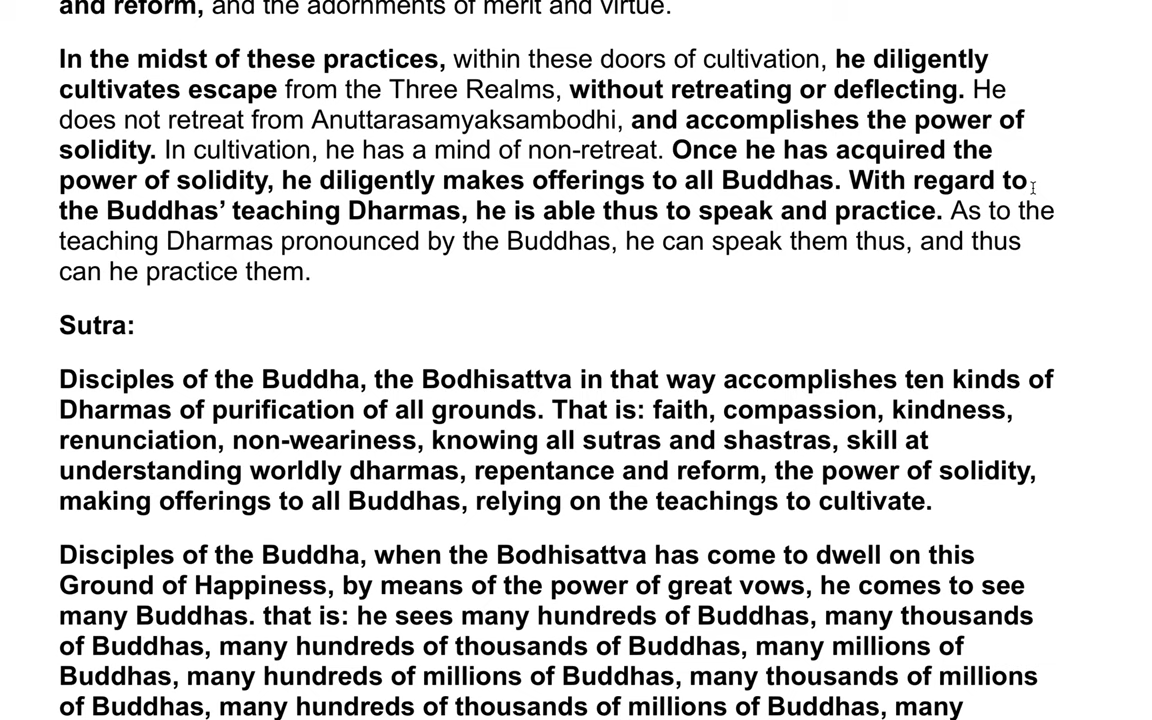 and reform, and the adornments of merit and virtue.
In the midst of these practices, within these doors of cultivation, he diligently
cultivates escape from the Three Realms, without retreating or deflecting. He
does not retreat from Anuttarasamyaksambodhi, and accomplishes the power of
solidity. In cultivation, he has a mind of non-retreat. Once he has acquired the
power of solidity, he diligently makes offerings to all Buddhas. With regard to
the Buddhas’ teaching Dharmas, he is able thus to speak and practice. As to the
teaching Dharmas pronounced by the Buddhas, he can speak them thus, and thus
can he practice them.
Sutra:
Disciples of the Buddha, the Bodhisattva in that way accomplishes ten kinds of
Dharmas of purification of all grounds. That is: faith, compassion, kindness,
renunciation, non-weariness, knowing all sutras and shastras, skill at
understanding worldly dharmas, repentance and reform, the power of solidity,
making offerings to all Buddhas, relying on the teachings to cultivate.
Disciples of the Buddha, when the Bodhisattva has come to dwell on this
Ground of Happiness, by means of the power of great vows, he comes to see
many Buddhas. that is: he sees many hundreds of Buddhas, many thousands
of Buddhas, many hundreds of thousands of Buddhas, many millions of
Buddhas, many hundreds of millions of Buddhas, many thousands of millions
of Buddhas, many hundreds of thousands of millions of Buddhas, many